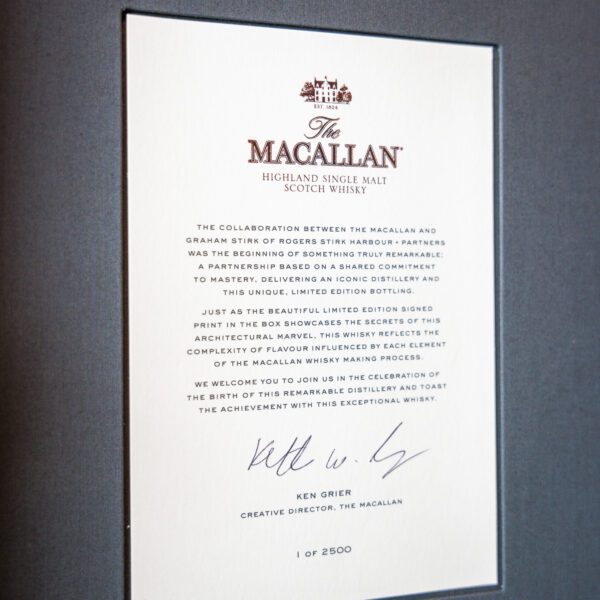 EST. 1824
The
MACALLAN
HIGHLAND SINGLE MALT
SCOTCH WHISKY
THE COLLABORATION BETWEEN THE MACALLAN AND
GRAHAM STIRK OF ROGERS STIRK HARBOUR + PARTNERS
WAS THE BEGINNING OF SOMETHING TRULY REMARKABLE:
A PARTNERSHIP BASED ON A SHARED COMMITMENT
TO MASTERY, DELIVERING AN ICONIC DISTILLERY AND
THIS UNIQUE, LIMITED EDITION BOTTLING.
JUST AS THE BEAUTIFUL LIMITED EDITION SIGNED
PRINT IN THE BOX SHOWCASES THE SECRETS OF THIS
ARCHITECTURAL MARVEL, THIS WHISKY REFLECTS THE
COMPLEXITY OF FLAVOUR INFLUENCED BY EACH ELEMENT
OF THE MACALLAN WHISKY MAKING PROCESS.
WE WELCOME YOU TO JOIN US IN THE CELEBRATION OF
THE BIRTH OF THIS REMARKABLE DISTILLERY AND TOAST
THE ACHIEVEMENT WITH THIS EXCEPTIONAL WHISKY.
KEN GRIER
CREATIVE DIRECTOR, THE MACALLAN
1 OF 2500